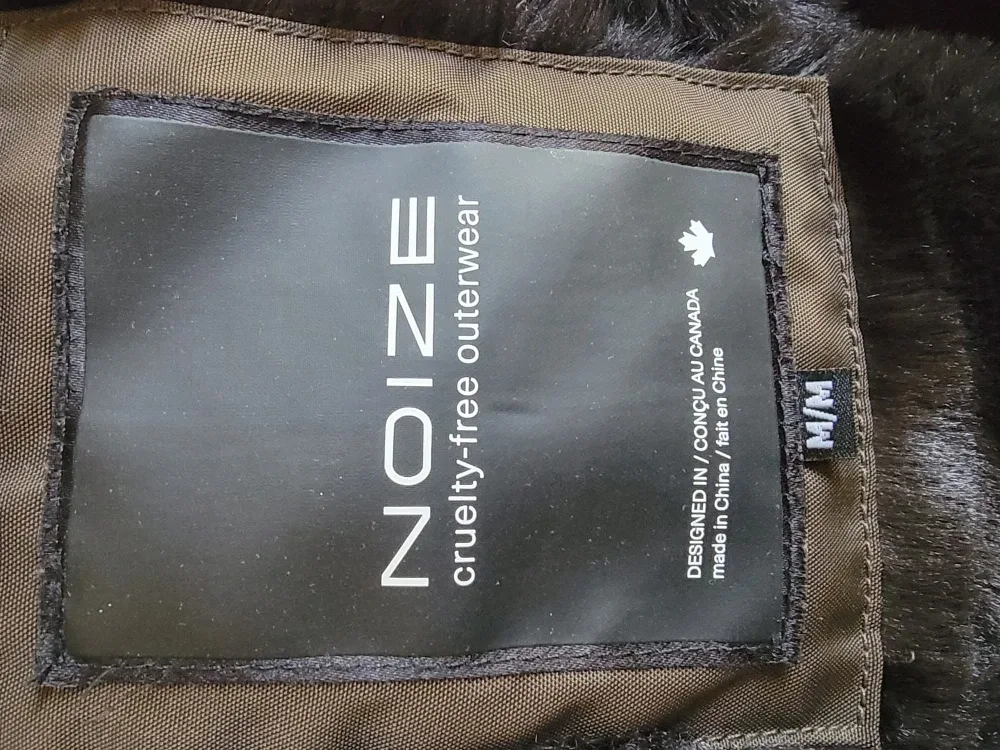 NOIZE
cruelty-free outerwear
DESIGNED IN / CONÇU AU CANADA
made in China / fait en Chine
M/M